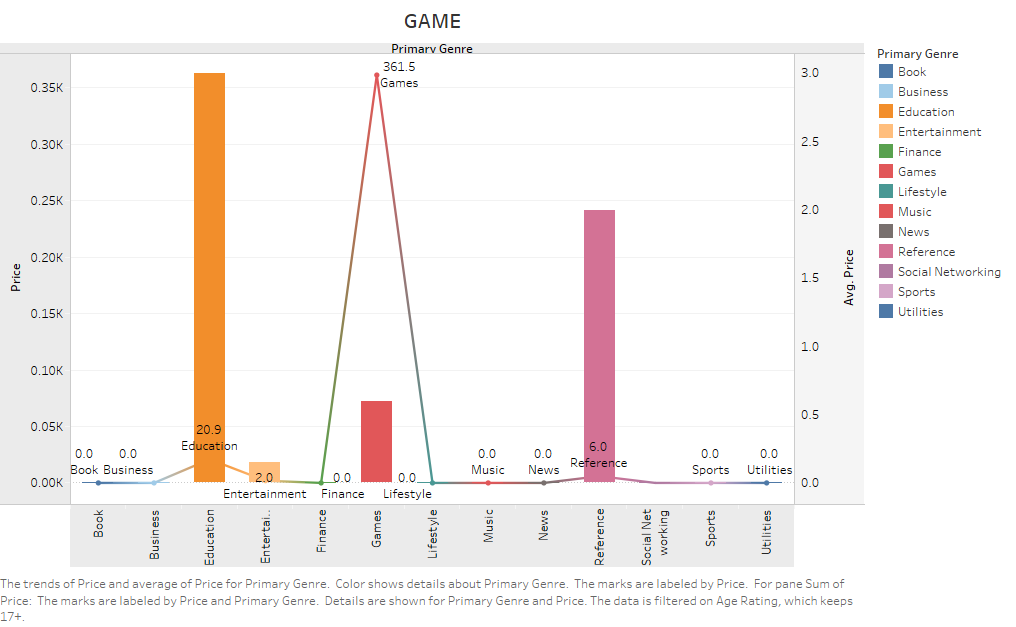 GAME
Primary Genre
Primary Genre
Book
Business
Education
Entertainment
Finance
Games
Lifestyle
Music
News
Reference
Social Networking
Sports
Utilities
Price
0.35K
0.30K
0.25K
0.20K
0.15K
0.10K
0.05K
0.00K
361.5
Games
20.9
Education
0.0
Book
0.0
Business
2.0
Entertainment
0.0
Finance
0.0
Lifestyle
0.0
Music
0.0
News
6.0
Reference
0.0
Sports
0.0
Utilities
3.0
2.5
2.0
1.5
1.0
0.5
0.0
Avg. Price
Book
Business
Education
Entertai..
Finance
Games
Lifestyle
Music
News
Reference
Social Net
working
Sports
Utilities
The trends of Price and average of Price for Primary Genre.  Color shows details about Primary Genre.  The marks are labeled by Price.  For pane Sum of
Price:  The marks are labeled by Price and Primary Genre.  Details are shown for Primary Genre and Price. The data is filtered on Age Rating, which keeps
17+.